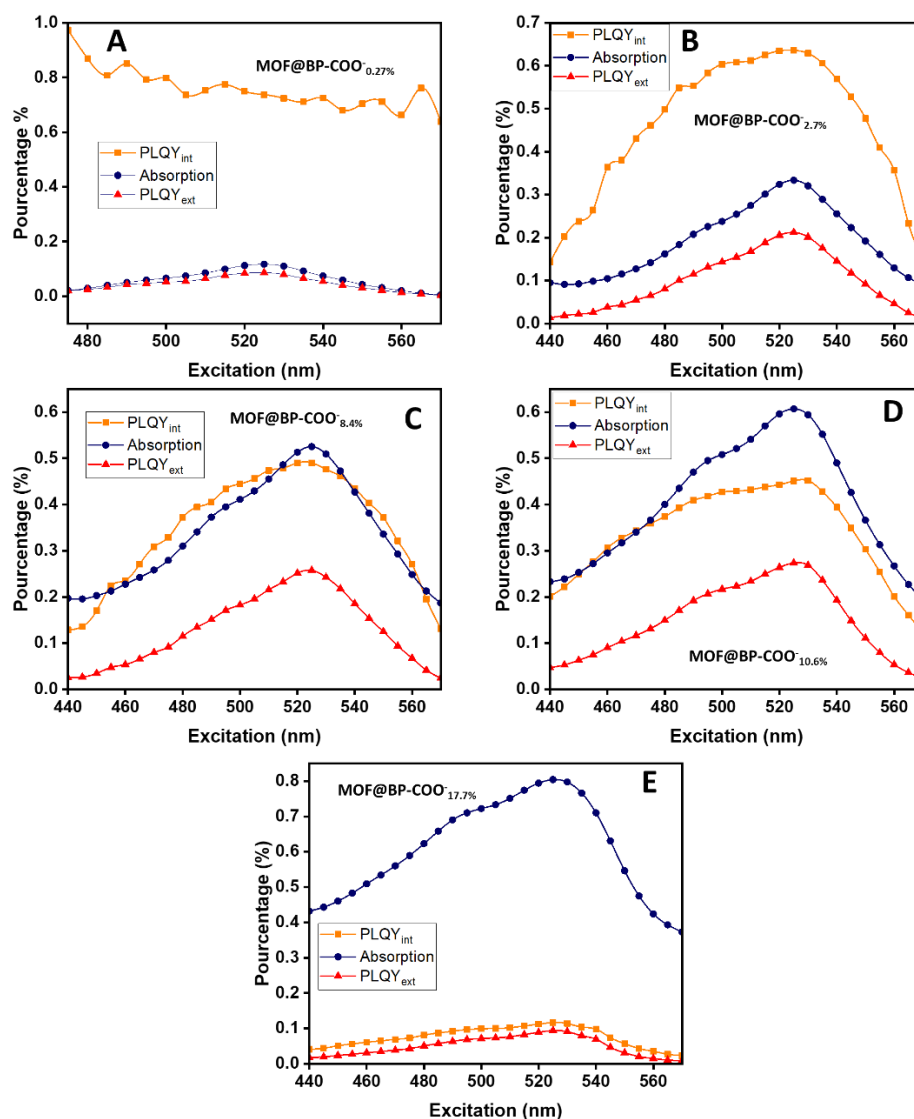 A
MOF@BP-COO-0.27%
PLQYint
Absorption
PLQYext
Pourcentage %
1.0
0.8
0.6
0.4
0.2
0.0
480 500 520 540 560
Excitation (nm)
B
MOF@BP-COO-2.7%
PLQYint
Absorption
PLQYext
Pourcentage (%)
0.7
0.6
0.5
0.4
0.3
0.2
0.1
0.0
440 460 480 500 520 540 560
Excitation (nm)
C
MOF@BP-COO-8.4%
PLQYint
Absorption
PLQYext
Pourcentage (%)
0.6
0.5
0.4
0.3
0.2
0.1
0.0
440 460 480 500 520 540 560
Excitation (nm)
D
PLQYint
Absorption
PLQYext
MOF@BP-COO-10.6%
Pourcentage (%)
0.6
0.5
0.4
0.3
0.2
0.1
0.0
440 460 480 500 520 540 560
Excitation (nm)
E
MOF@BP-COO-17.7%
PLQYint
Absorption
PLQYext
Pourcentage (%)
0.8
0.7
0.6
0.5
0.4
0.3
0.2
0.1
0.0
440 460 480 500 520 540 560
Excitation (nm)